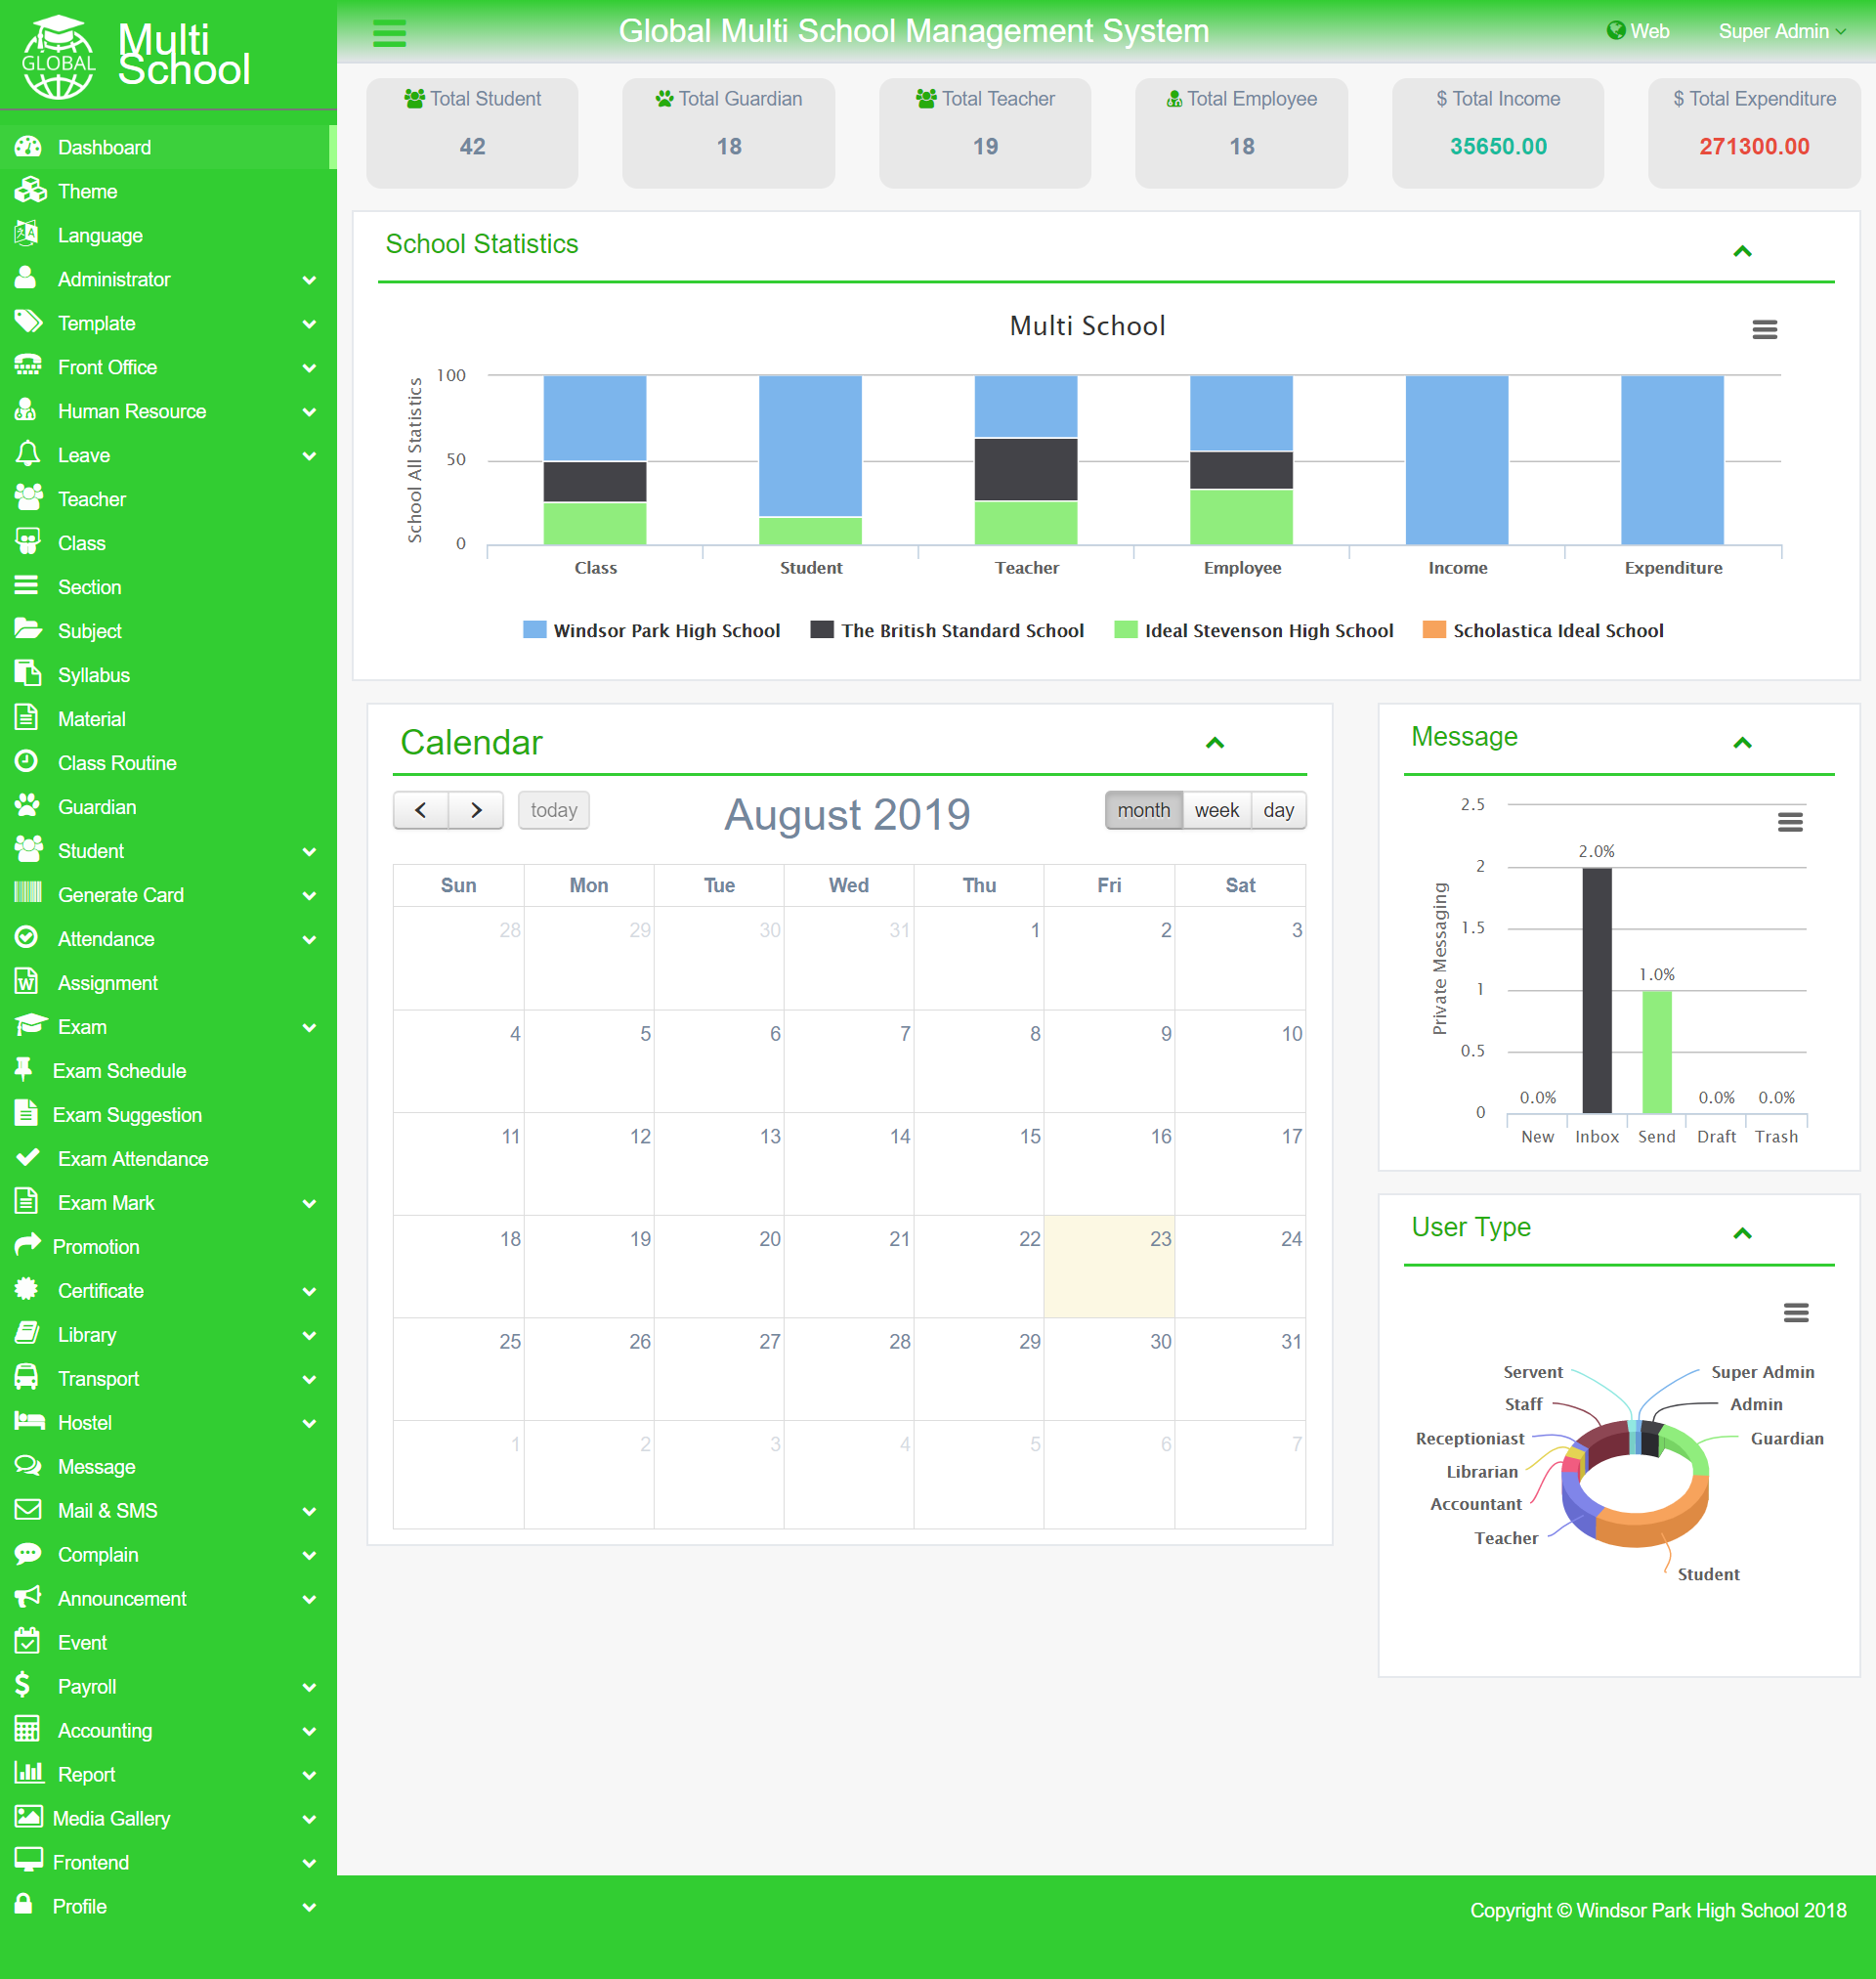 GLOBAL
Multi
School
Dashboard
Theme
Language
Administrator
Template
Front Office
Human Resource
Leave
Teacher
Class
Section
Subject
Syllabus
Material
Class Routine
Guardian
Student
Generate Card
Attendance
Assignment
Exam
Exam Schedule
Exam Suggestion
Exam Attendance
Exam Mark
Promotion
Certificate
Library
Transport
Hostel
Message
Mail & SMS
Complain
Announcement
Event
Payroll
Accounting
Report
Media Gallery
Frontend
Profile
Global Multi School Management System
Web
Super Admin
Total Student
42
Total Guardian
18
Total Teacher
19
Total Employee
18
$ Total Income
35650.00
$ Total Expenditure
271300.00
School Statistics
Multi School
School All Statistics
100
50
0
Class Student Teacher Employee Income Expenditure
Windsor Park High School The British Standard School Ideal Stevenson High School Scholastica Ideal School
Calendar
today
August 2019
month week day
Sun Mon Tue Wed Thu Fri Sat
28 29 30 31 1 2 3
4 5 6 7 8 9 10
11 12 13 14 15 16 17
18 19 20 21 22 23 24
25 26 27 28 29 30 31
1 2 3 4 5 6 7
Message
Private Messaging
2.5
2
1.5
1
0.5
0
0.0% 2.0% 1.0% 0.0% 0.0%
New Inbox Send Draft Trash
User Type
Servent
Staff
Receptioniast
Librarian
Accountant
Teacher
Super Admin
Admin
Guardian
Student
Copyright © Windsor Park High School 2018